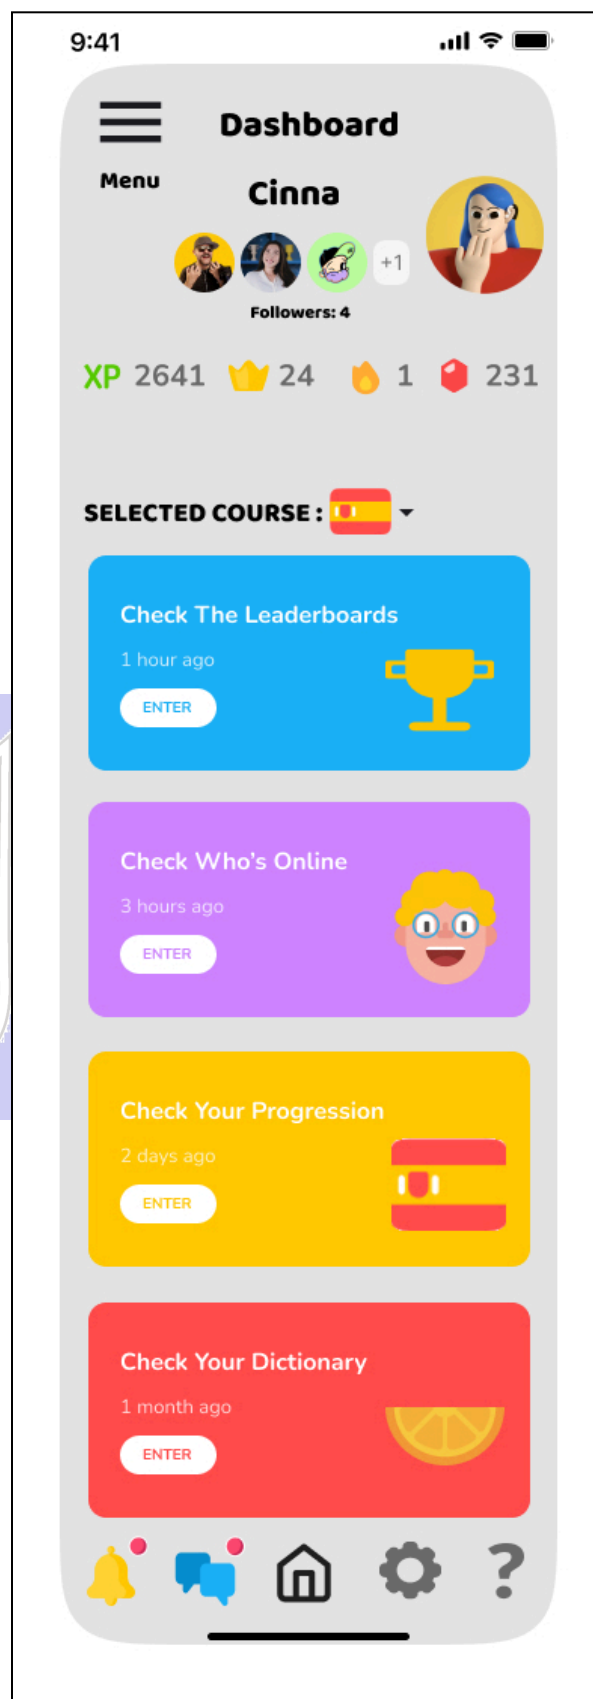 9:41
Dashboard
Menu
Cinna
+1
Followers: 4
XP 2641 24 1 231
SELECTED COURSE :
Check The Leaderboards
1 hour ago
ENTER
Check Who's Online
3 hours ago
ENTER
Check Your Progression
2 days ago
ENTER
Check Your Dictionary
1 month ago
ENTER
?